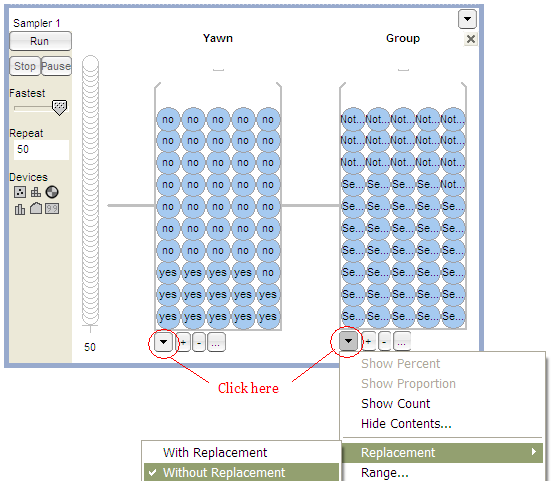 Sampler 1
Run
Stop Pause
Fastest
Repeat
50
Devices
9.9
50
Yawn
no no no no no
no no no no no
no no no no no
no no no no no
no no no no no
no no no no no
no no no no no
yes yes yes yes no
yes yes yes yes yes
yes yes yes yes yes
+ - ...
Group
Not... Not... Not... Not... Not...
Not... Not... Not... Not... Not...
Not... Not... Not... Not... Not...
Se... Se... Se... Se... Not...
Se... Se... Se... Se... Se...
Se... Se... Se... Se... Se...
Se... Se... Se... Se... Se...
Se... Se... Se... Se... Se...
Se... Se... Se... Se... Se...
Se... Se... Se... Se... Se...
+ - ...
Click here
Show Percent
Show Proportion
Show Count
Hide Contents...
Replacement
Range...
With Replacement
Without Replacement